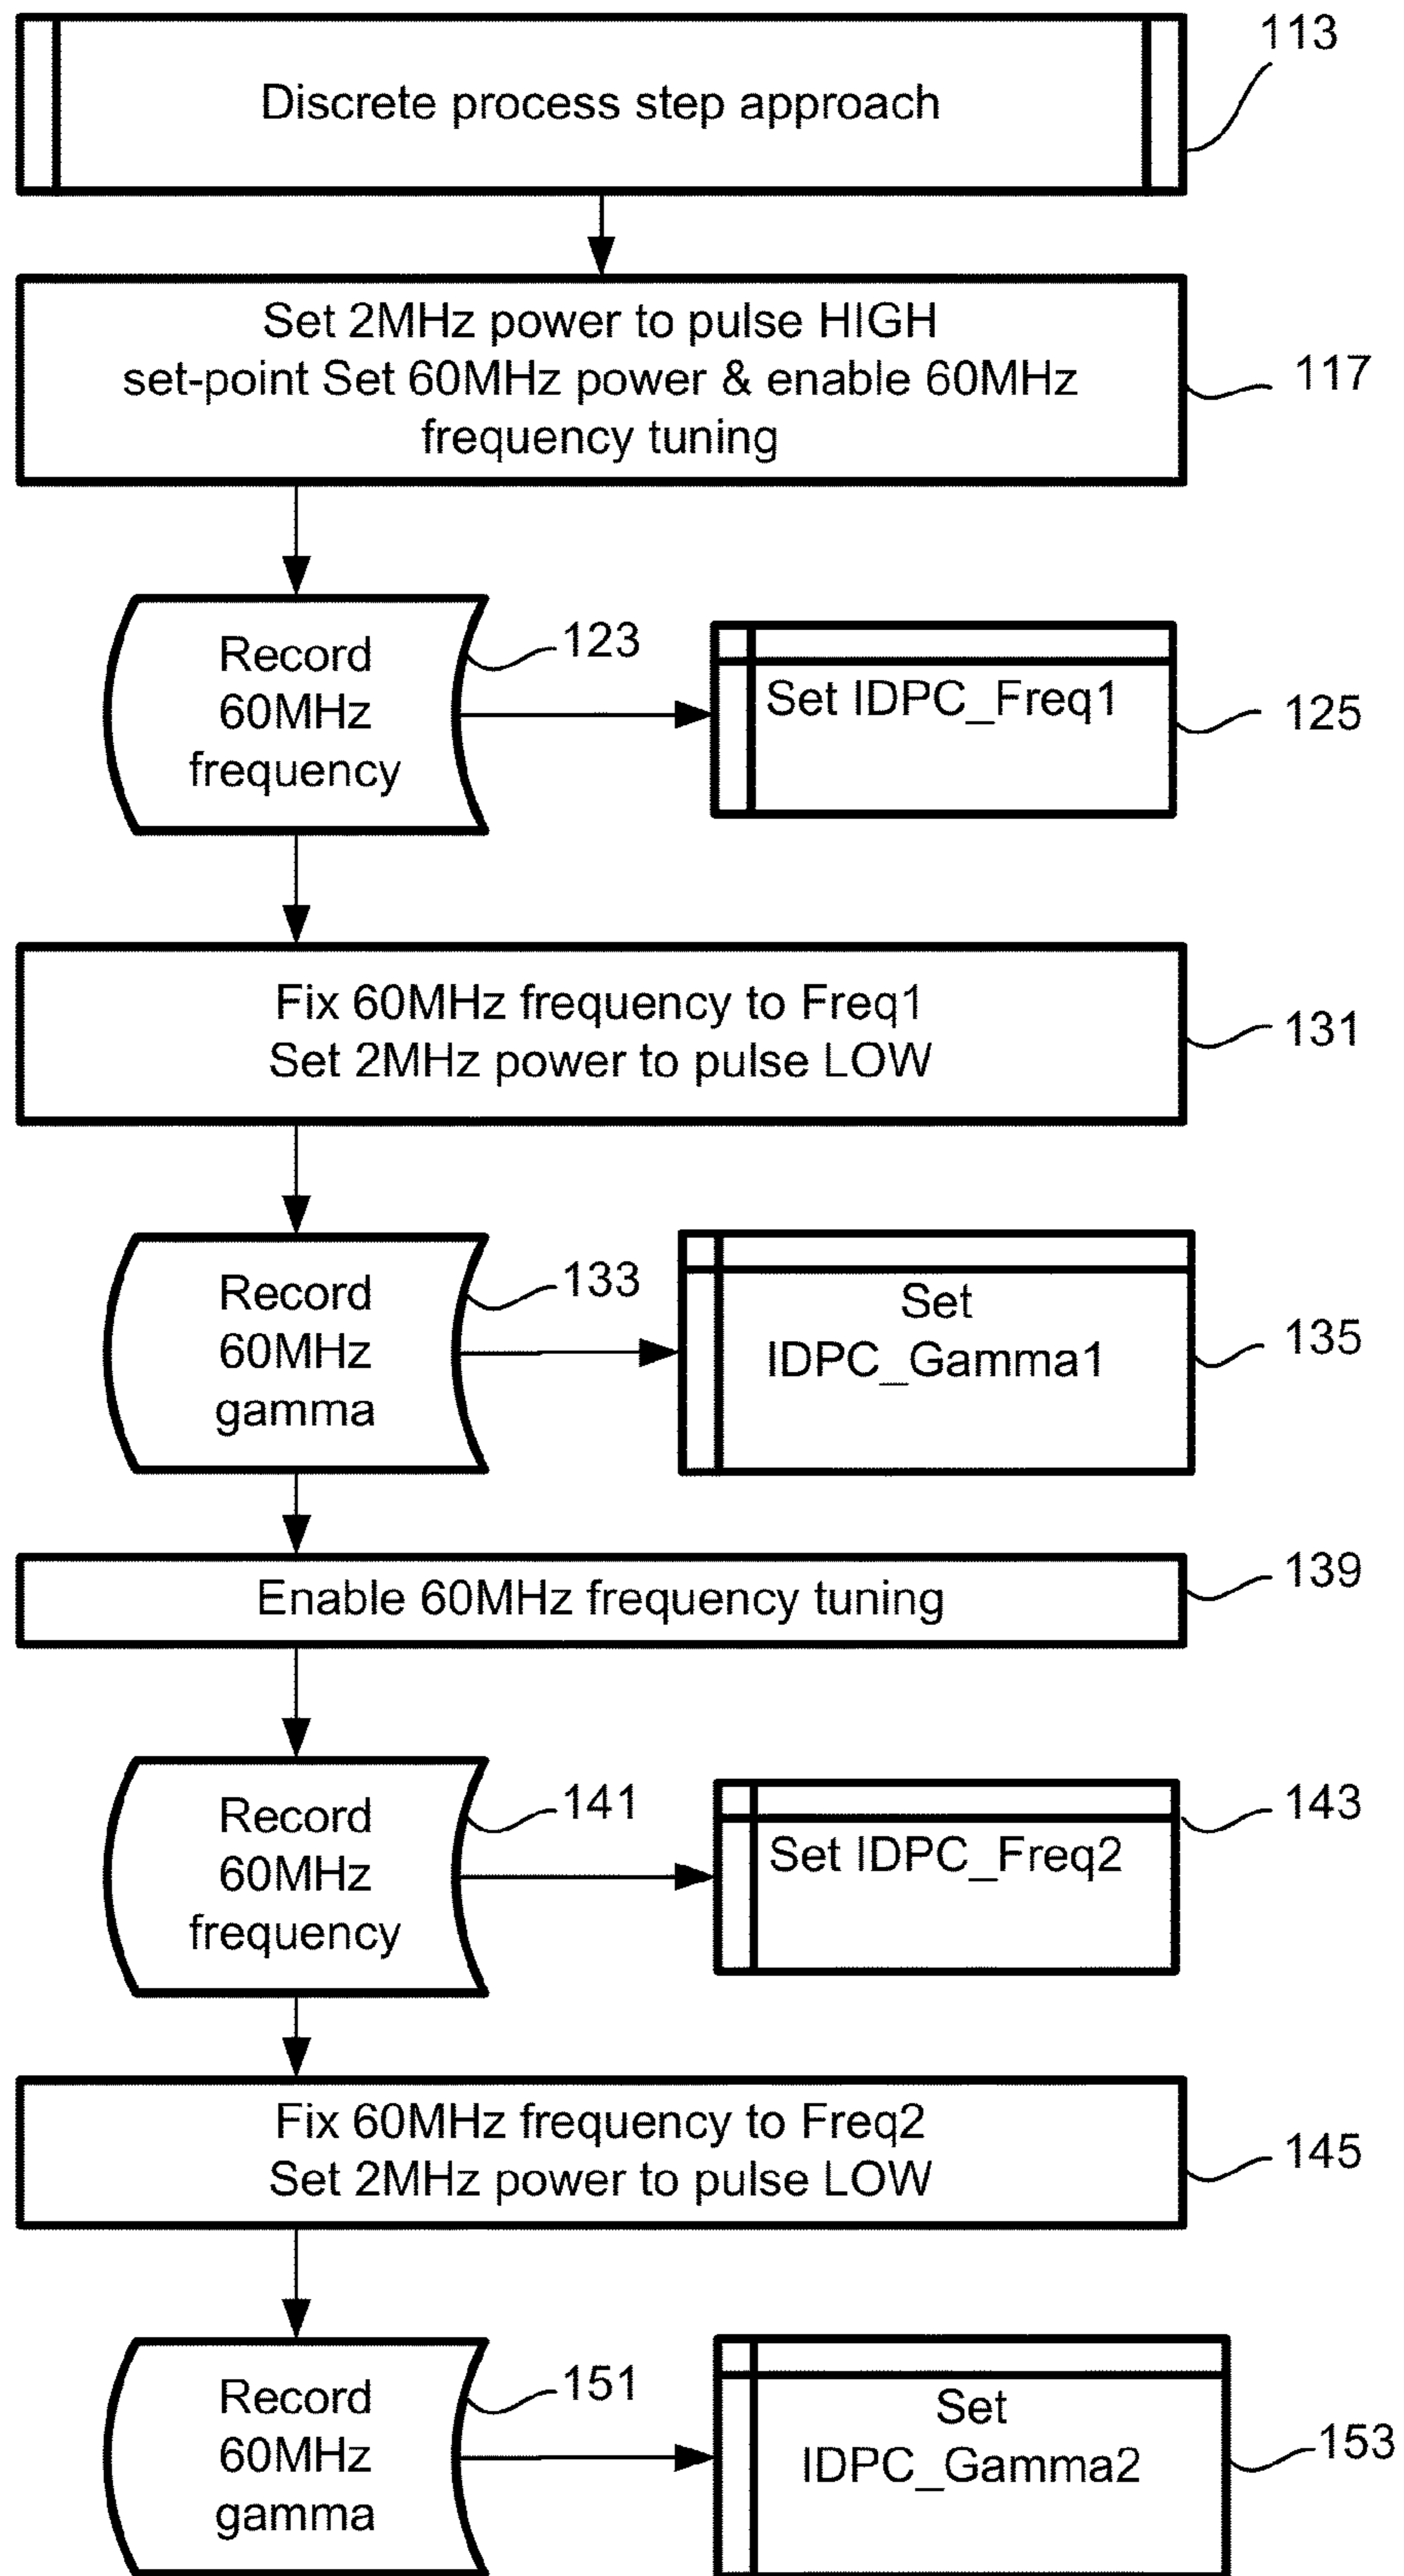 Discrete process step approach
113
Set 2MHz power to pulse HIGH
set-point Set 60MHz power & enable 60MHz
frequency tuning
117
Record
60MHz
frequency
123
Set IDPC_Freq1
125
Fix 60MHz frequency to Freq1
Set 2MHz power to pulse LOW
131
Record
60MHz
gamma
133
Set
IDPC_Gamma1
135
Enable 60MHz frequency tuning
139
Record
60MHz
frequency
141
Set IDPC_Freq2
143
Fix 60MHz frequency to Freq2
Set 2MHz power to pulse LOW
145
Record
60MHz
gamma
151
Set
IDPC_Gamma2
153